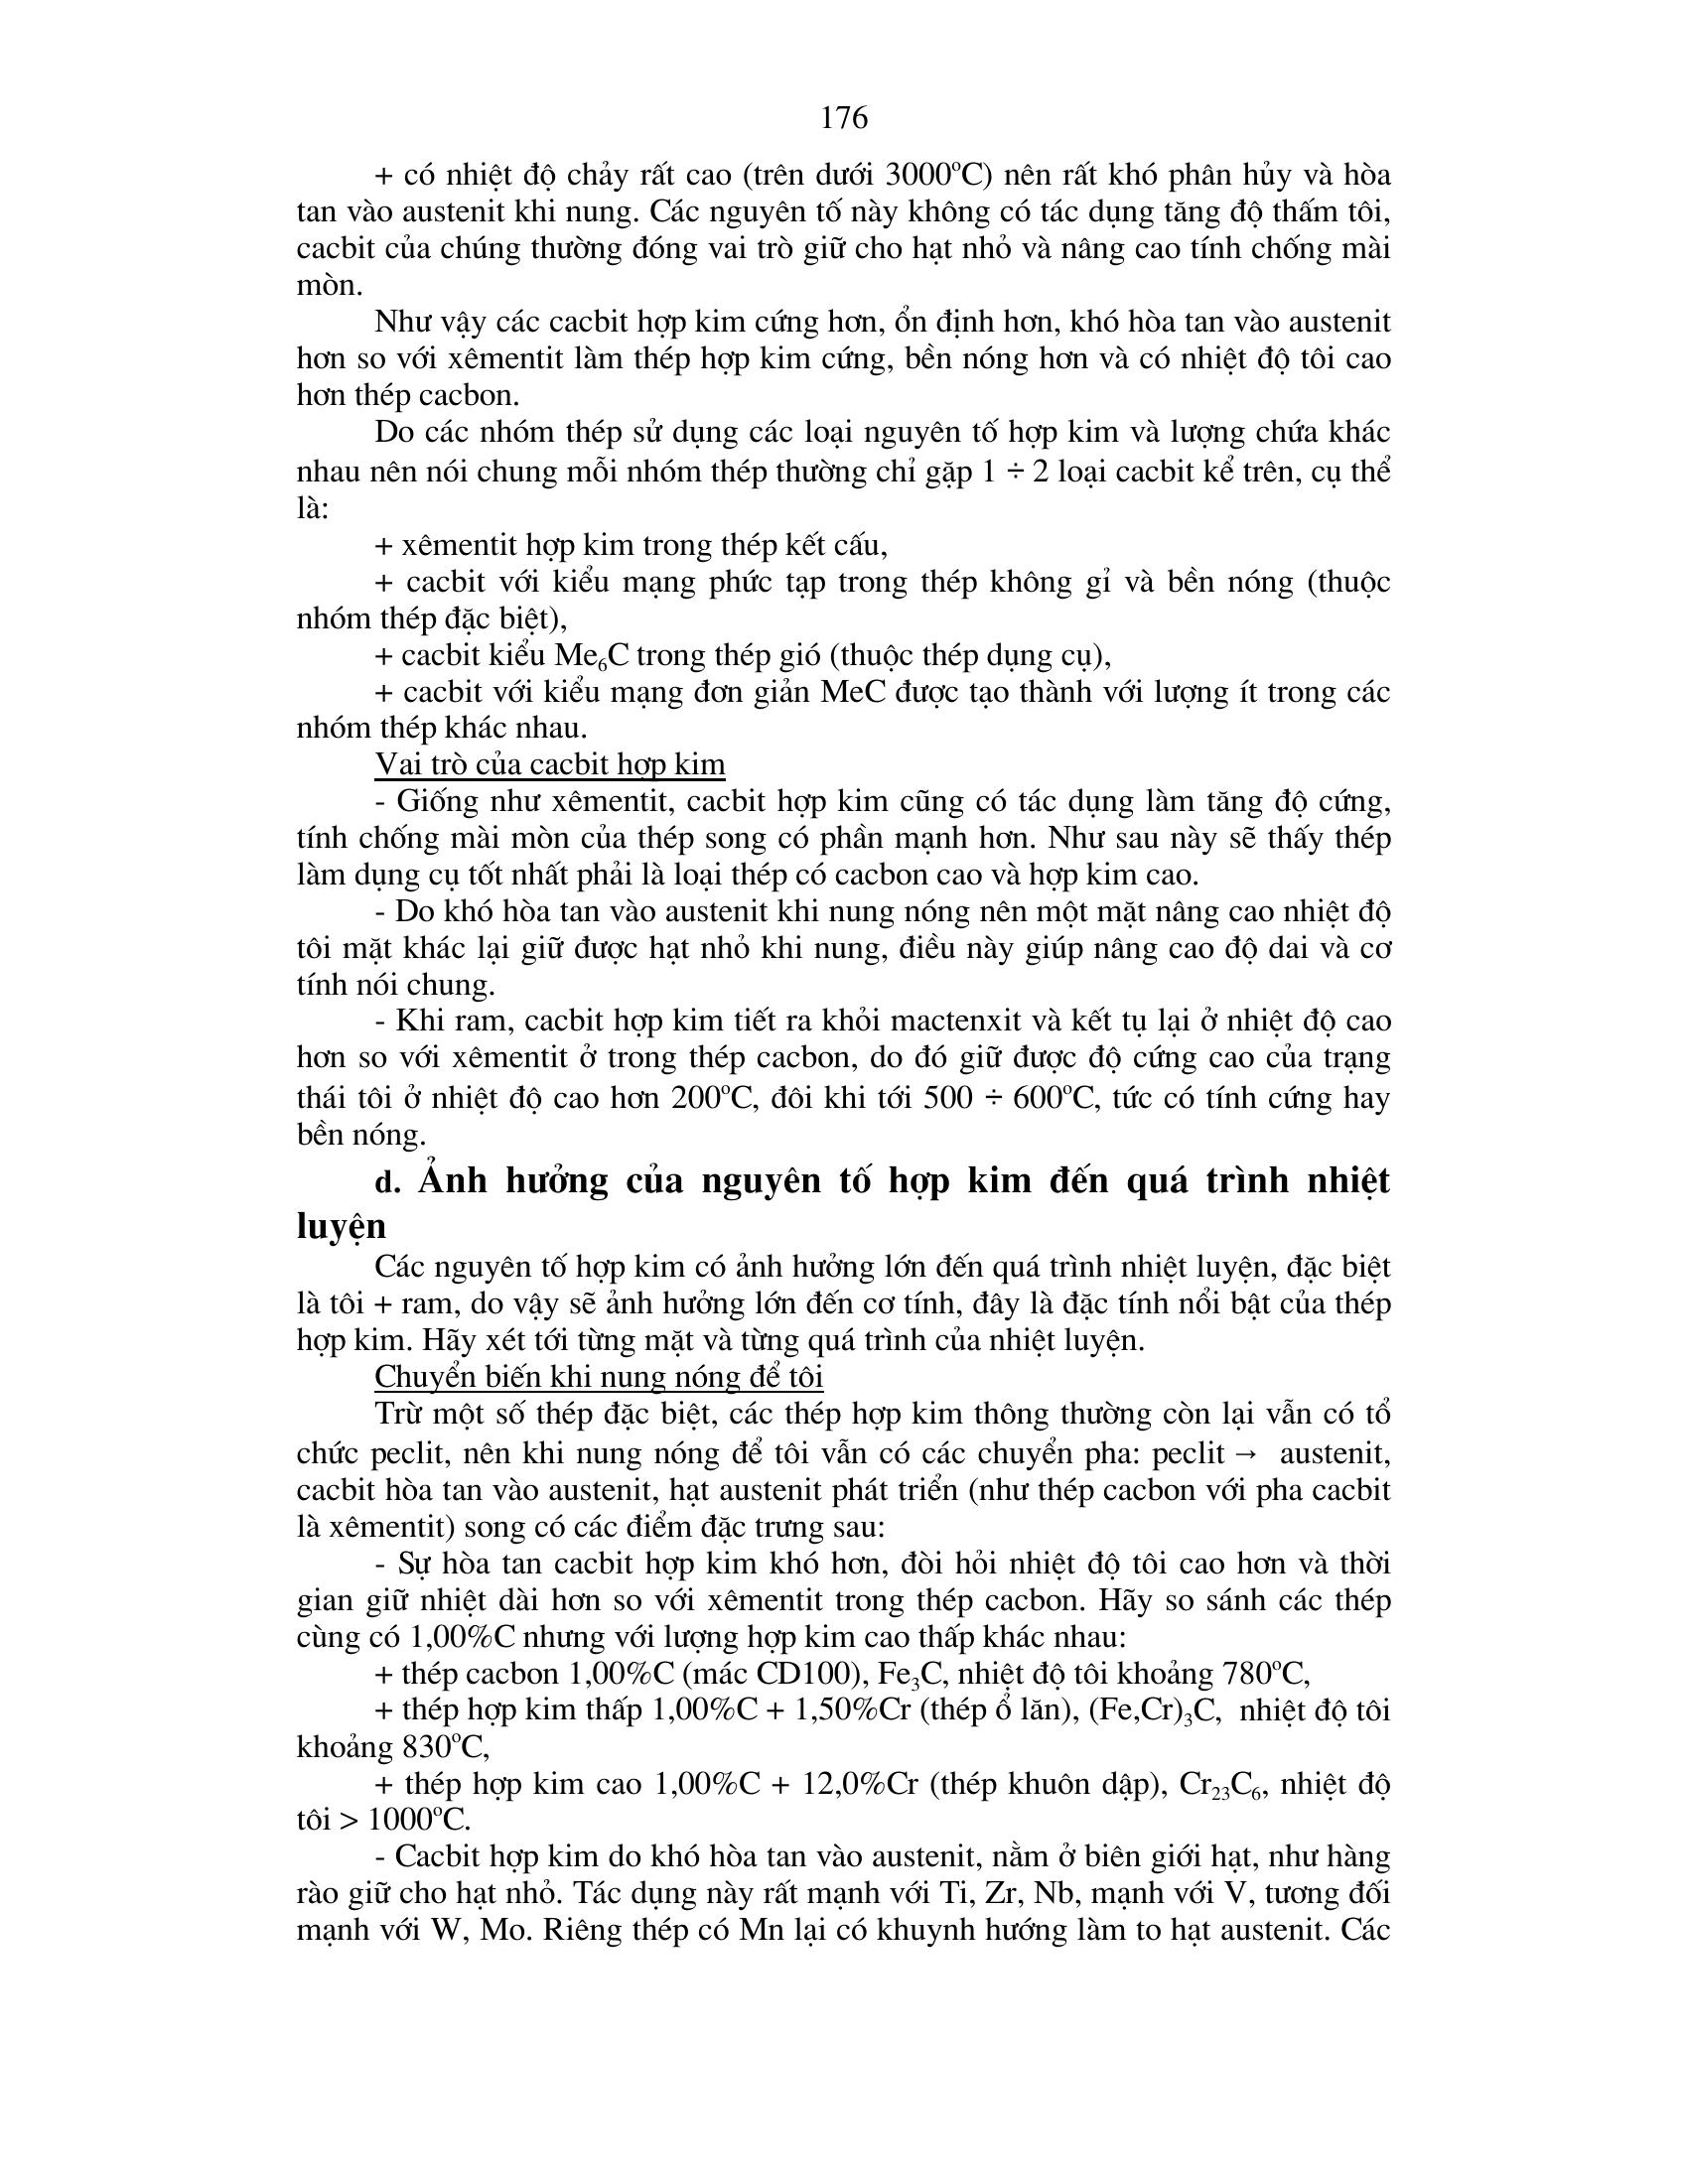 176
+ có nhiệt độ chảy rất cao (trên dưới 3000ºC) nên rất khó phân hủy và hòa
tan vào austenit khi nung. Các nguyên tố này không có tác dụng tăng độ thấm tôi,
cacbit của chúng thường đóng vai trò giữ cho hạt nhỏ và nâng cao tính chống mài
mòn.
Như vậy các cacbit hợp kim cứng hơn, ổn định hơn, khó hòa tan vào austenit
hơn so với xêmentit làm thép hợp kim cứng, bền nóng hơn và có nhiệt độ tôi cao
hơn thép cacbon.
Do các nhóm thép sử dụng các loại nguyên tố hợp kim và lượng chứa khác
nhau nên nói chung mỗi nhóm thép thường chỉ gặp 1 ÷ 2 loại cacbit kể trên, cụ thể
là:
+ xêmentit hợp kim trong thép kết cấu,
+ cacbit với kiểu mạng phức tạp trong thép không gỉ và bền nóng (thuộc
nhóm thép đặc biệt),
+ cacbit kiểu Me₆C trong thép gió (thuộc thép dụng cụ),
+ cacbit với kiểu mạng đơn giản MeC được tạo thành với lượng ít trong các
nhóm thép khác nhau.
Vai trò của cacbit hợp kim
- Giống như xêmentit, cacbit hợp kim cũng có tác dụng làm tăng độ cứng,
tính chống mài mòn của thép song có phần mạnh hơn. Như sau này sẽ thấy thép
làm dụng cụ tốt nhất phải là loại thép có cacbon cao và hợp kim cao.
- Do khó hòa tan vào austenit khi nung nóng nên một mặt nâng cao nhiệt độ
tôi mặt khác lại giữ được hạt nhỏ khi nung, điều này giúp nâng cao độ dai và cơ
tính nói chung.
- Khi ram, cacbit hợp kim tiết ra khỏi mactenxit và kết tụ lại ở nhiệt độ cao
hơn so với xêmentit ở trong thép cacbon, do đó giữ được độ cứng cao của trạng
thái tôi ở nhiệt độ cao hơn 200ºC, đôi khi tới 500 ÷ 600ºC, tức có tính cứng hay
bền nóng.
d. Ảnh hưởng của nguyên tố hợp kim đến quá trình nhiệt
luyện
Các nguyên tố hợp kim có ảnh hưởng lớn đến quá trình nhiệt luyện, đặc biệt
là tôi + ram, do vậy sẽ ảnh hưởng lớn đến cơ tính, đây là đặc tính nổi bật của thép
hợp kim. Hãy xét tới từng mặt và từng quá trình của nhiệt luyện.
Chuyển biến khi nung nóng để tôi
Trừ một số thép đặc biệt, các thép hợp kim thông thường còn lại vẫn có tổ
chức peclit, nên khi nung nóng để tôi vẫn có các chuyển pha: peclit → austenit,
cacbit hòa tan vào austenit, hạt austenit phát triển (như thép cacbon với pha cacbit
là xêmentit) song có các điểm đặc trưng sau:
- Sự hòa tan cacbit hợp kim khó hơn, đòi hỏi nhiệt độ tôi cao hơn và thời
gian giữ nhiệt dài hơn so với xêmentit trong thép cacbon. Hãy so sánh các thép
cùng có 1,00%C nhưng với lượng hợp kim cao thấp khác nhau:
+ thép cacbon 1,00%C (mác CD100), Fe₃C, nhiệt độ tôi khoảng 780ºC,
+ thép hợp kim thấp 1,00%C + 1,50%Cr (thép ổ lăn), (Fe,Cr)₃C, nhiệt độ tôi
khoảng 830ºC,
+ thép hợp kim cao 1,00%C + 12,0%Cr (thép khuôn dập), Cr₂₃C₆, nhiệt độ
tôi > 1000ºC.
- Cacbit hợp kim do khó hòa tan vào austenit, nằm ở biên giới hạt, như hàng
rào giữ cho hạt nhỏ. Tác dụng này rất mạnh với Ti, Zr, Nb, mạnh với V, tương đối
mạnh với W, Mo. Riêng thép có Mn lại có khuynh hướng làm to hạt austenit. Các